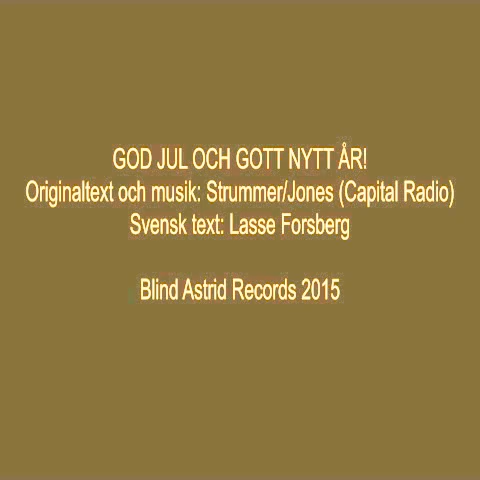 GOD JUL OCH GOTT NYTT ÅR!
Originaltext och musik: Strummer/Jones (Capital Radio)
Svensk text: Lasse Forsberg
Blind Astrid Records 2015